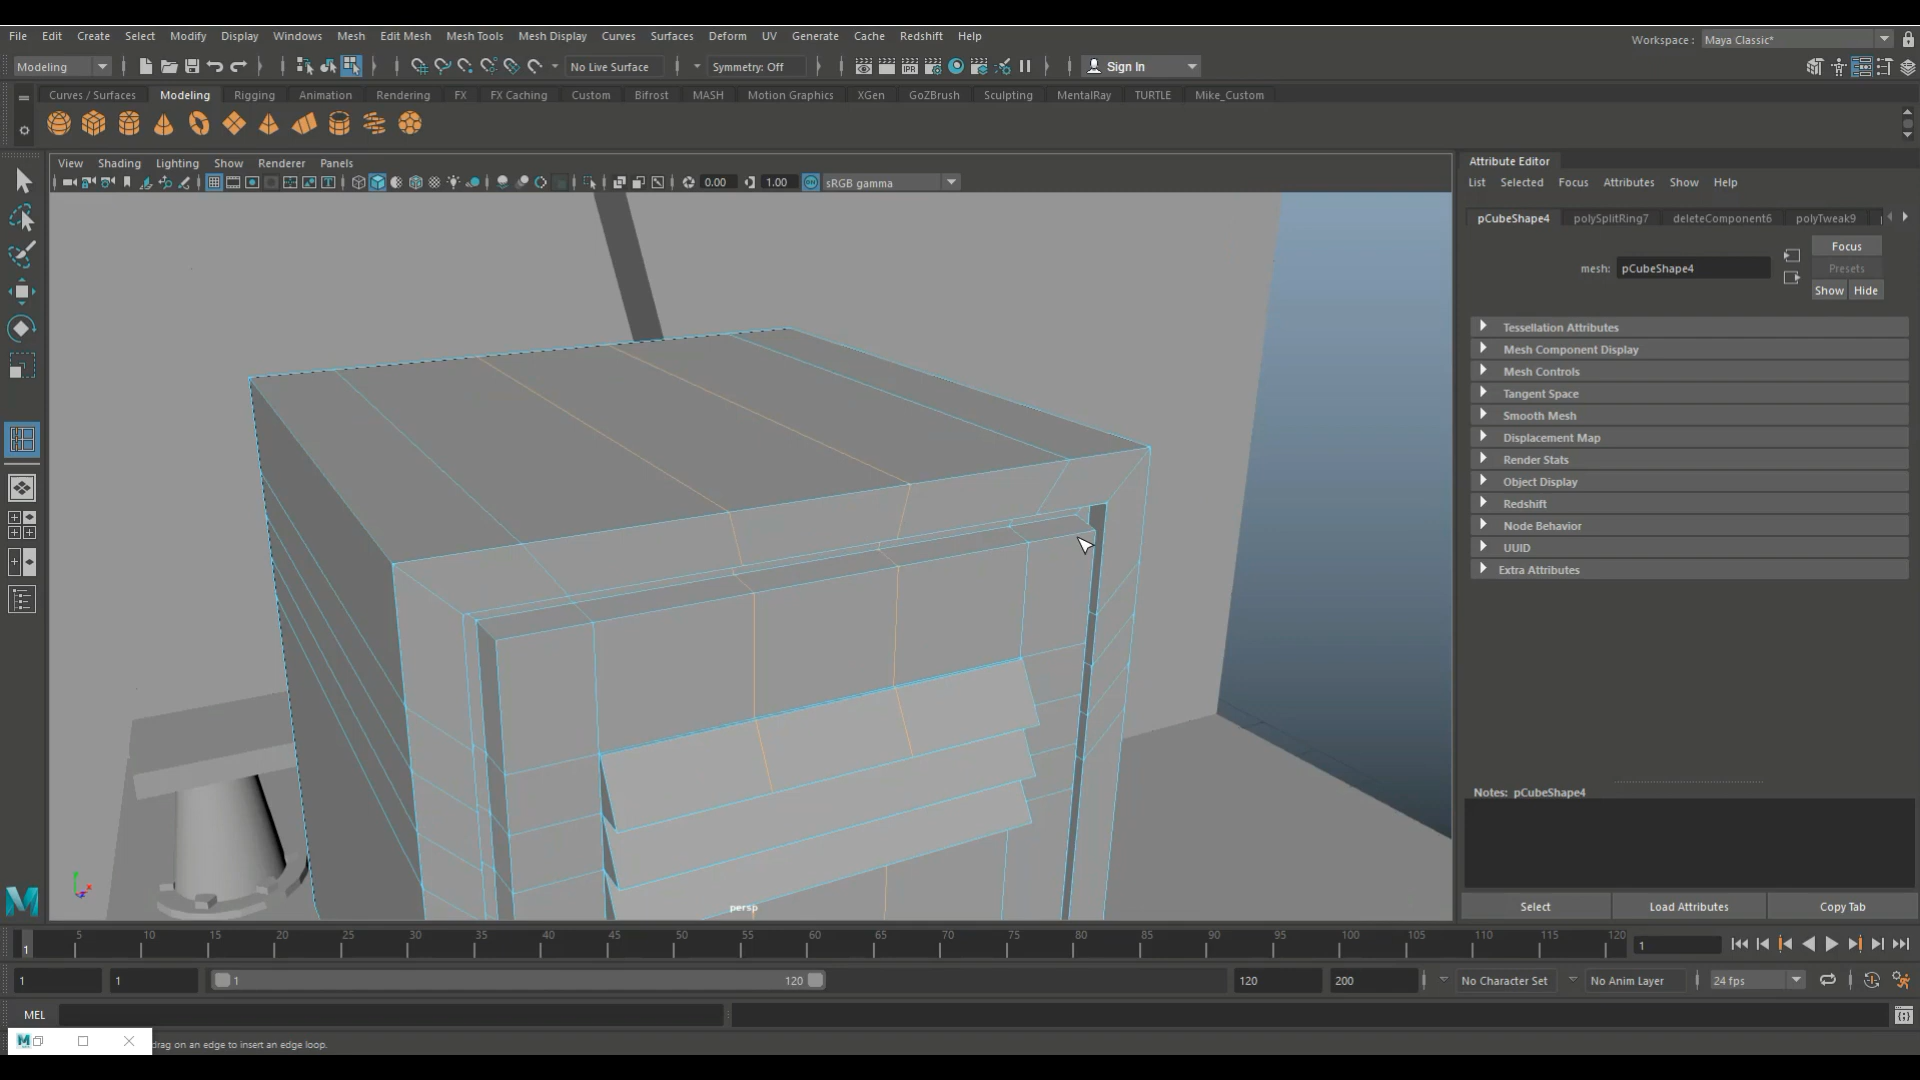 File Edit Create Select Modify Display Windows Mesh Edit Mesh Mesh Tools Mesh Display Curves Surfaces Deform UV Generate Cache Redshift Help
Workspace : Maya Classic*
Modeling No Live Surface Symmetry: Off IPR Sign In
Curves / Surfaces Modeling Rigging Animation Rendering FX FX Caching Custom Bifrost MASH Motion Graphics XGen GoZBrush Sculpting MentalRay TURTLE Mike_Custom
View Shading Lighting Show Renderer Panels
0.00 1.00 sRGB gamma
Attribute Editor
List Selected Focus Attributes Show Help
pCubeShape4 polySplitRing7 deleteComponent6 polyTweak9
Focus
mesh: pCubeShape4
Presets
Show Hide
Tessellation Attributes
Mesh Component Display
Mesh Controls
Tangent Space
Smooth Mesh
Displacement Map
Render Stats
Object Display
Redshift
Node Behavior
UUID
Extra Attributes
Notes: pCubeShape4
persp
Select Load Attributes Copy Tab
1 5 10 15 20 25 30 35 40 45 50 55 60 65 70 75 80 85 90 95 100 105 110 115 120 1
1 1 1 120 120 200 No Character Set No Anim Layer 24 fps
MEL
drag on an edge to insert an edge loop.